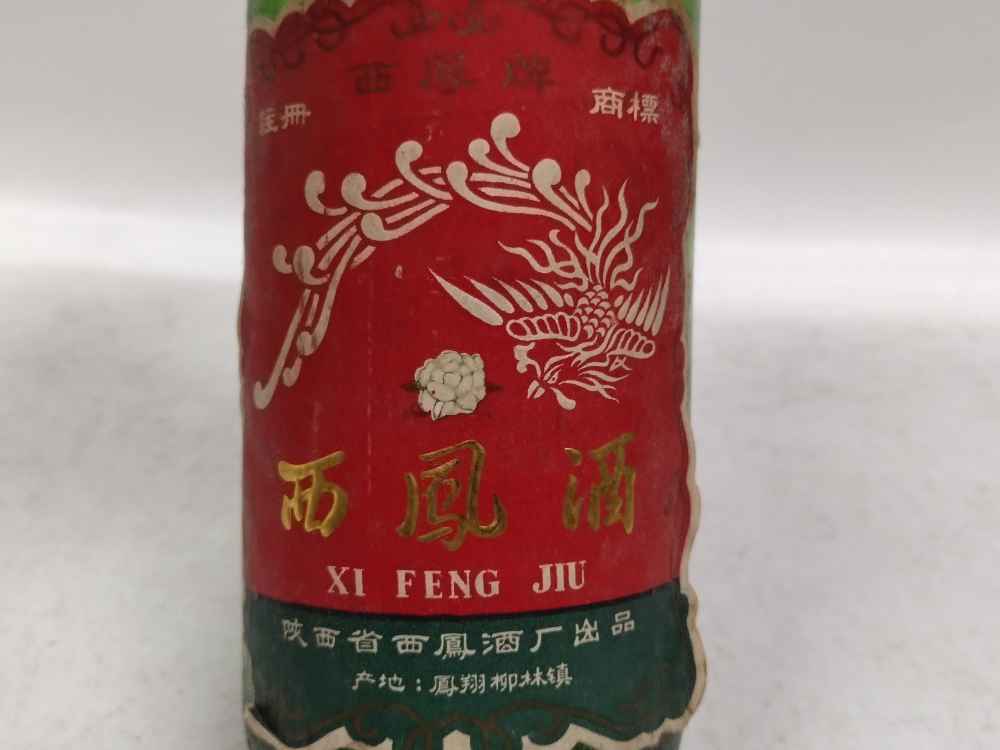 西鳳牌
註冊 商標
西鳳酒
XI FENG JIU
陕西省西鳳酒厂出品
产地：鳳翔柳林镇